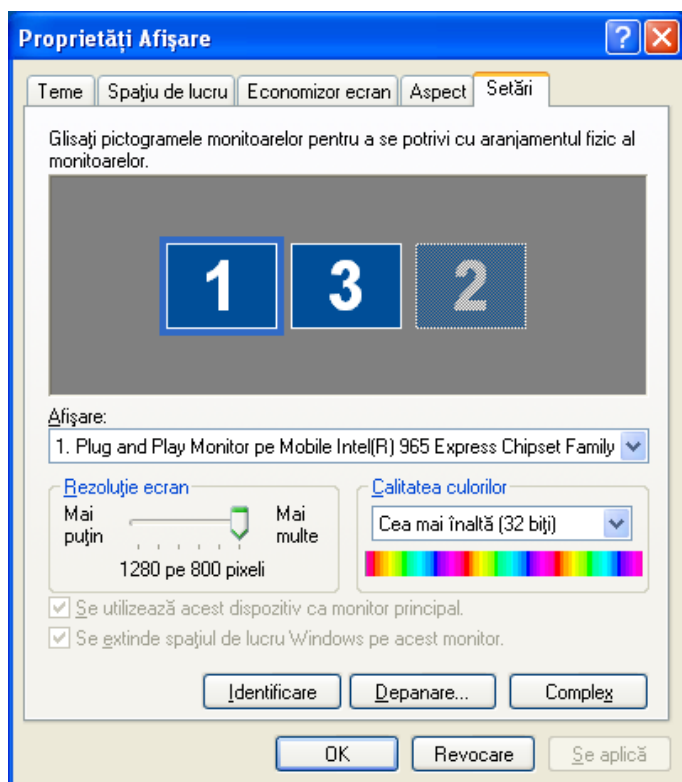 Proprietăți Afișare
Teme Spațiu de lucru Economizor ecran Aspect Setări
Glisați pictogramele monitoarelor pentru a se potrivi cu aranjamentul fizic al
monitoarelor.
1 3 2
Afișare:
1. Plug and Play Monitor pe Mobile Intel(R) 965 Express Chipset Family
Rezoluție ecran
Mai
puțin
Mai
multe
1280 pe 800 pixeli
Calitatea culorilor
Cea mai înaltă (32 biți)
Se utilizează acest dispozitiv ca monitor principal.
Se extinde spațiul de lucru Windows pe acest monitor.
Identificare Depanare... Complex
OK Revocare Se aplică